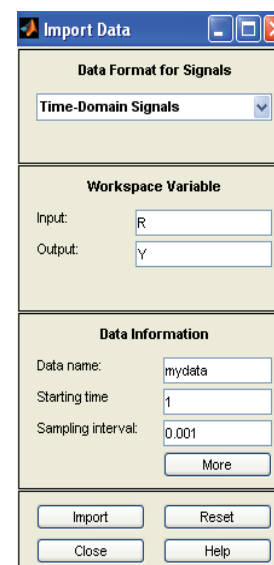 Import Data
Data Format for Signals
Time-Domain Signals
Workspace Variable
Input: R
Output: Y
Data Information
Data name: mydata
Starting time 1
Sampling interval: 0.001
More
Import Reset
Close Help